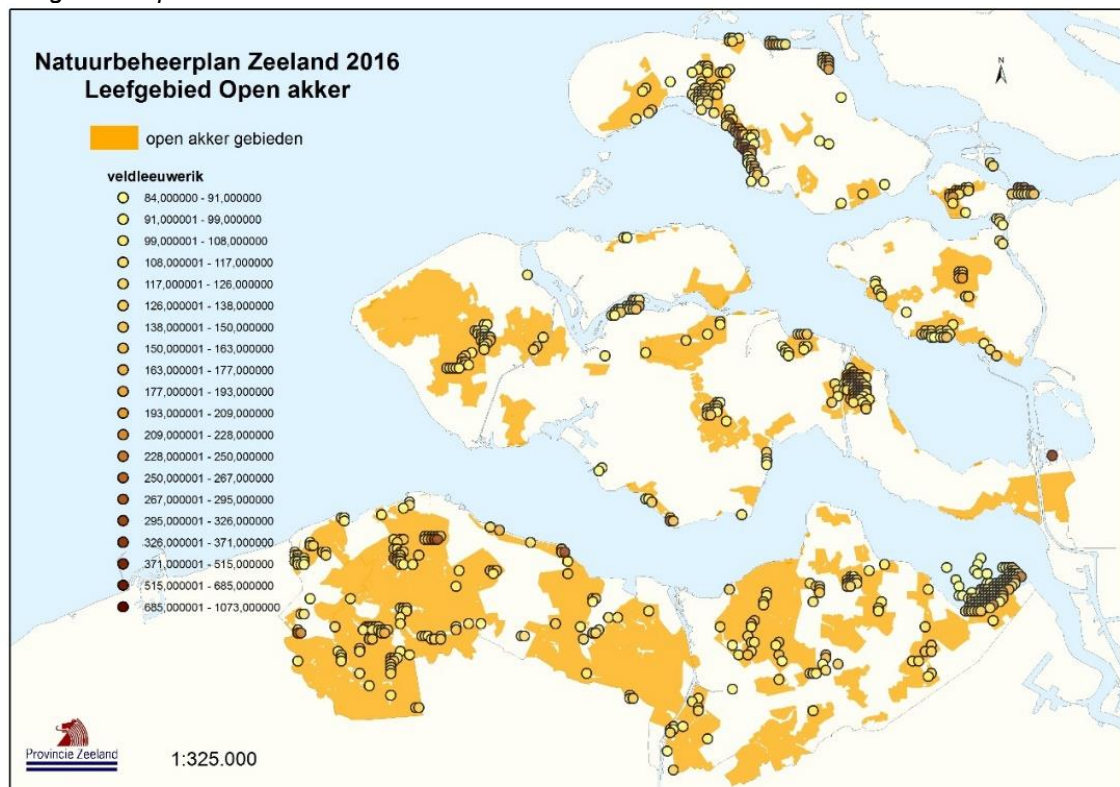 Natuurbeheerplan Zeeland 2016
Leefgebied Open akker
open akker gebieden
veldleeuwerik
84,000000 - 91,000000
91,000001 - 99,000000
99,000001 - 108,000000
108,000001 - 117,000000
117,000001 - 126,000000
126,000001 - 138,000000
138,000001 - 150,000000
150,000001 - 163,000000
163,000001 - 177,000000
177,000001 - 193,000000
193,000001 - 209,000000
209,000001 - 228,000000
228,000001 - 250,000000
250,000001 - 267,000000
267,000001 - 295,000000
295,000001 - 326,000000
326,000001 - 371,000000
371,000001 - 515,000000
515,000001 - 685,000000
685,000001 - 1073,000000
N
Provincie Zeeland
1:325.000